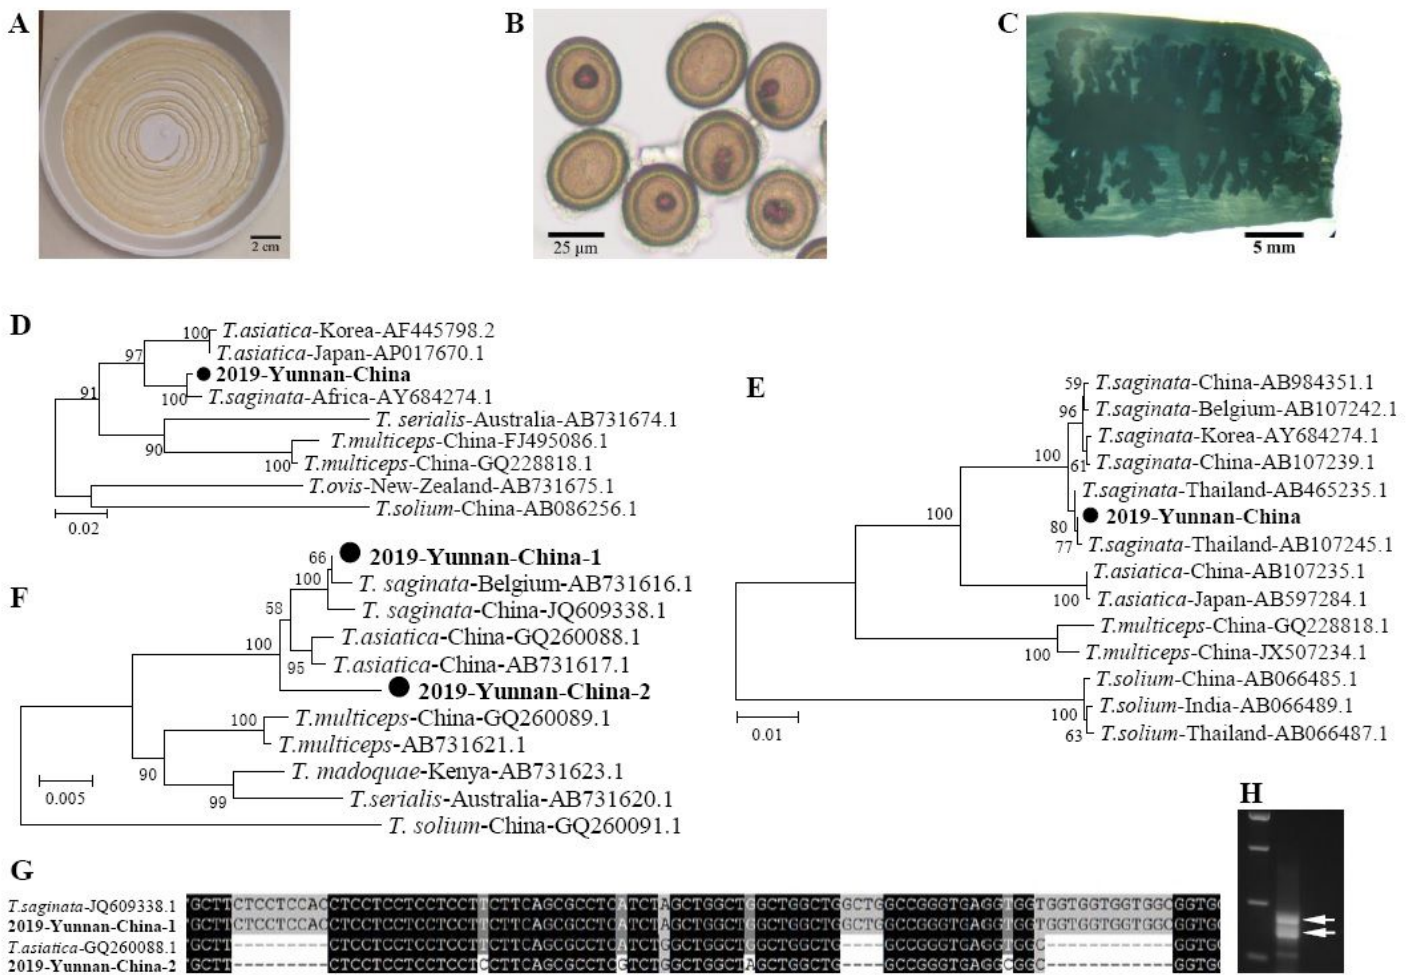 A
B
C
2 cm
25 µm
5 mm
D
100
T.asiatica-Korea-AF445798.2
T.asiatica-Japan-AP017670.1
97
2019-Yunnan-China
100
T.saginata-Africa-AY684274.1
91
T. serialis-Australia-AB731674.1
90
T.multiceps-China-FJ495086.1
100
T.multiceps-China-GQ228818.1
T.ovis-New-Zealand-AB731675.1
T.solium-China-AB086256.1
0.02
E
59
T.saginata-China-AB984351.1
96
T.saginata-Belgium-AB107242.1
T.saginata-Korea-AY684274.1
100
61
T.saginata-China-AB107239.1
T.saginata-Thailand-AB465235.1
100
2019-Yunnan-China
80
77
T.saginata-Thailand-AB107245.1
T.asiatica-China-AB107235.1
100
T.asiatica-Japan-AB597284.1
T.multiceps-China-GQ228818.1
100
T.multiceps-China-JX507234.1
T.solium-China-AB066485.1
T.solium-India-AB066489.1
100
63
T.solium-Thailand-AB066487.1
0.01
F
66
2019-Yunnan-China-1
100
T. saginata-Belgium-AB731616.1
58
T. saginata-China-JQ609338.1
100
T.asiatica-China-GQ260088.1
95
T.asiatica-China-AB731617.1
2019-Yunnan-China-2
100
T.multiceps-China-GQ260089.1
T.multiceps-AB731621.1
90
T. madoquae-Kenya-AB731623.1
99
T.serialis-Australia-AB731620.1
T. solium-China-GQ260091.1
0.005
G
T.saginata-JQ609338.1
2019-Yunnan-China-1
T.asiatica-GQ260088.1
2019-Yunnan-China-2
H